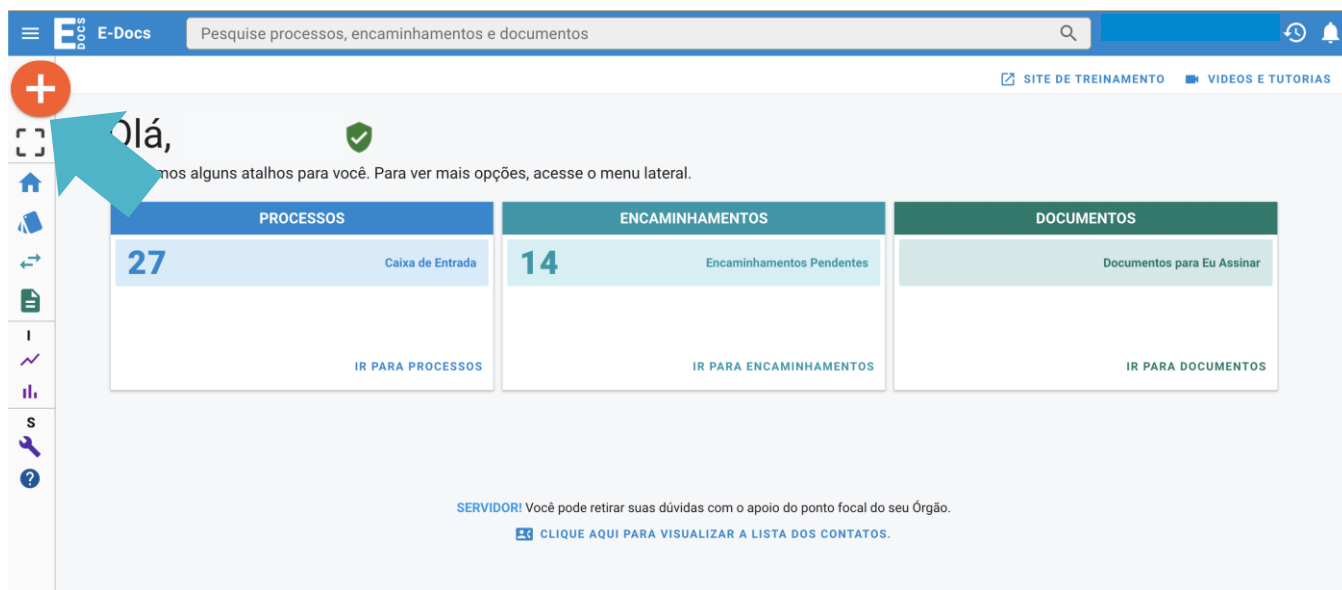 E DOCS E-Docs Pesquise processos, encaminhamentos e documentos
SITE DE TREINAMENTO VIDEOS E TUTORIAS
Olá,
mos alguns atalhos para você. Para ver mais opções, acesse o menu lateral.
PROCESSOS ENCAMINHAMENTOS DOCUMENTOS
27 Caixa de Entrada 14 Encaminhamentos Pendentes Documentos para Eu Assinar
IR PARA PROCESSOS IR PARA ENCAMINHAMENTOS IR PARA DOCUMENTOS
I
S
SERVIDOR! Você pode retirar suas dúvidas com o apoio do ponto focal do seu Órgão.
CLIQUE AQUI PARA VISUALIZAR A LISTA DOS CONTATOS.